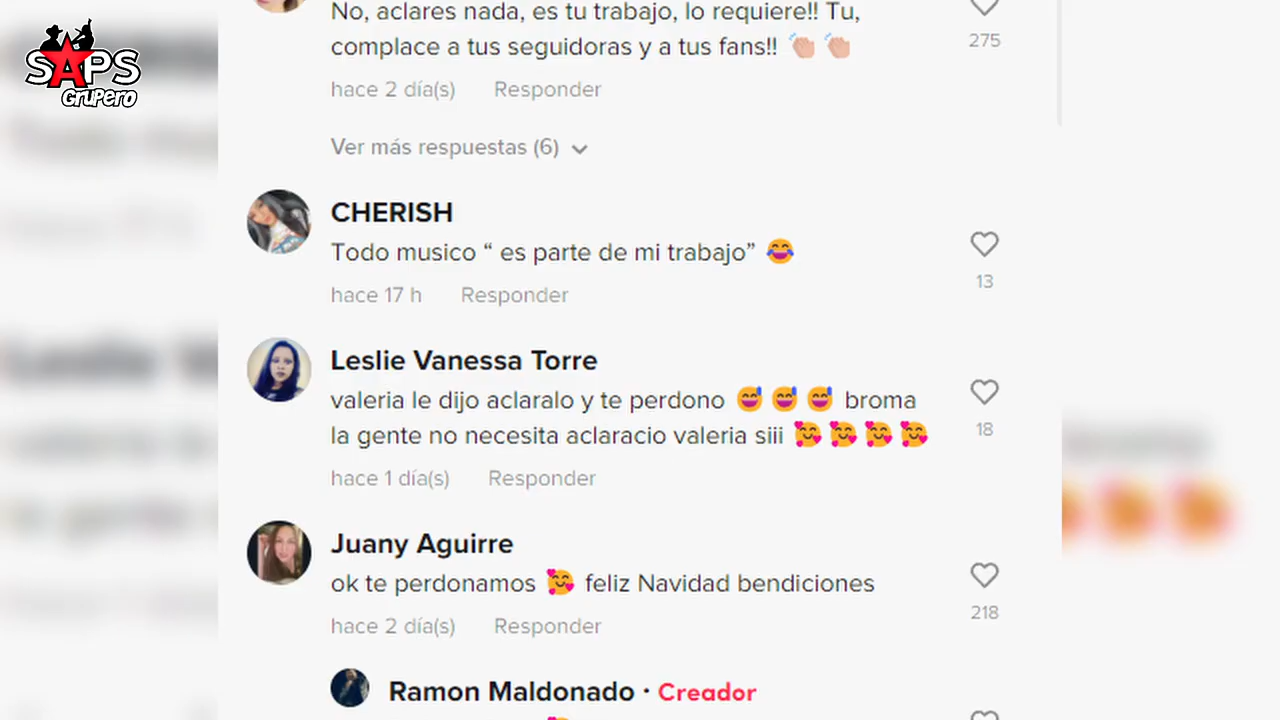 SAPS
GRUPERO
No, aclares nada, es tu trabajo, lo requiere!! Tu,
complace a tus seguidoras y a tus fans!! 👏🏻 👏🏻
275
hace 2 día(s) Responder
Ver más respuestas (6)
CHERISH
Todo musico “ es parte de mi trabajo” 😂
13
hace 17 h Responder
Leslie Vanessa Torre
valeria le dijo aclaralo y te perdono 😅 😅 😅 broma
la gente no necesita aclaracio valeria siii 🥰 🥰 🥰 🥰
18
hace 1 día(s) Responder
Juany Aguirre
ok te perdonamos 🥰 feliz Navidad bendiciones
218
hace 2 día(s) Responder
Ramon Maldonado · Creador